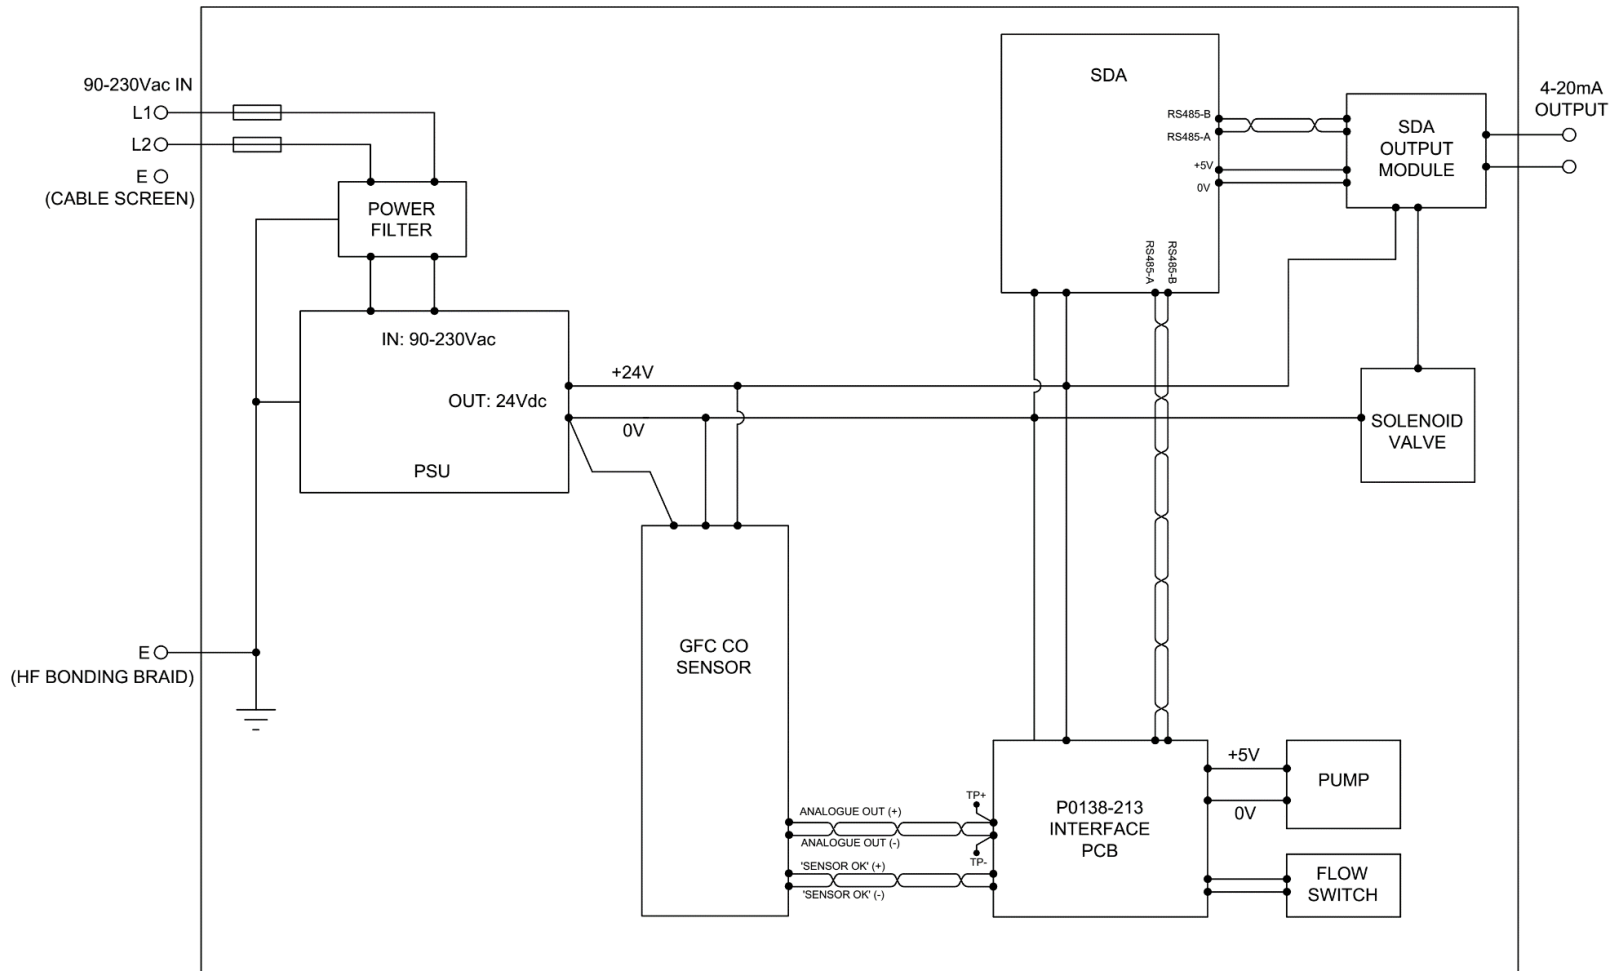 90-230Vac IN
L1
L2
E
(CABLE SCREEN)
POWER
FILTER
IN: 90-230Vac
OUT: 24Vdc
PSU
+24V
0V
E
(HF BONDING BRAID)
SDA
RS485-B
RS485-A
+5V
0V
RS485-A
RS485-B
SDA
OUTPUT
MODULE
4-20mA
OUTPUT
SOLENOID
VALVE
GFC CO
SENSOR
ANALOGUE OUT (+)
ANALOGUE OUT (-)
'SENSOR OK' (+)
'SENSOR OK' (-)
TP+
TP-
P0138-213
INTERFACE
PCB
+5V
0V
PUMP
FLOW
SWITCH